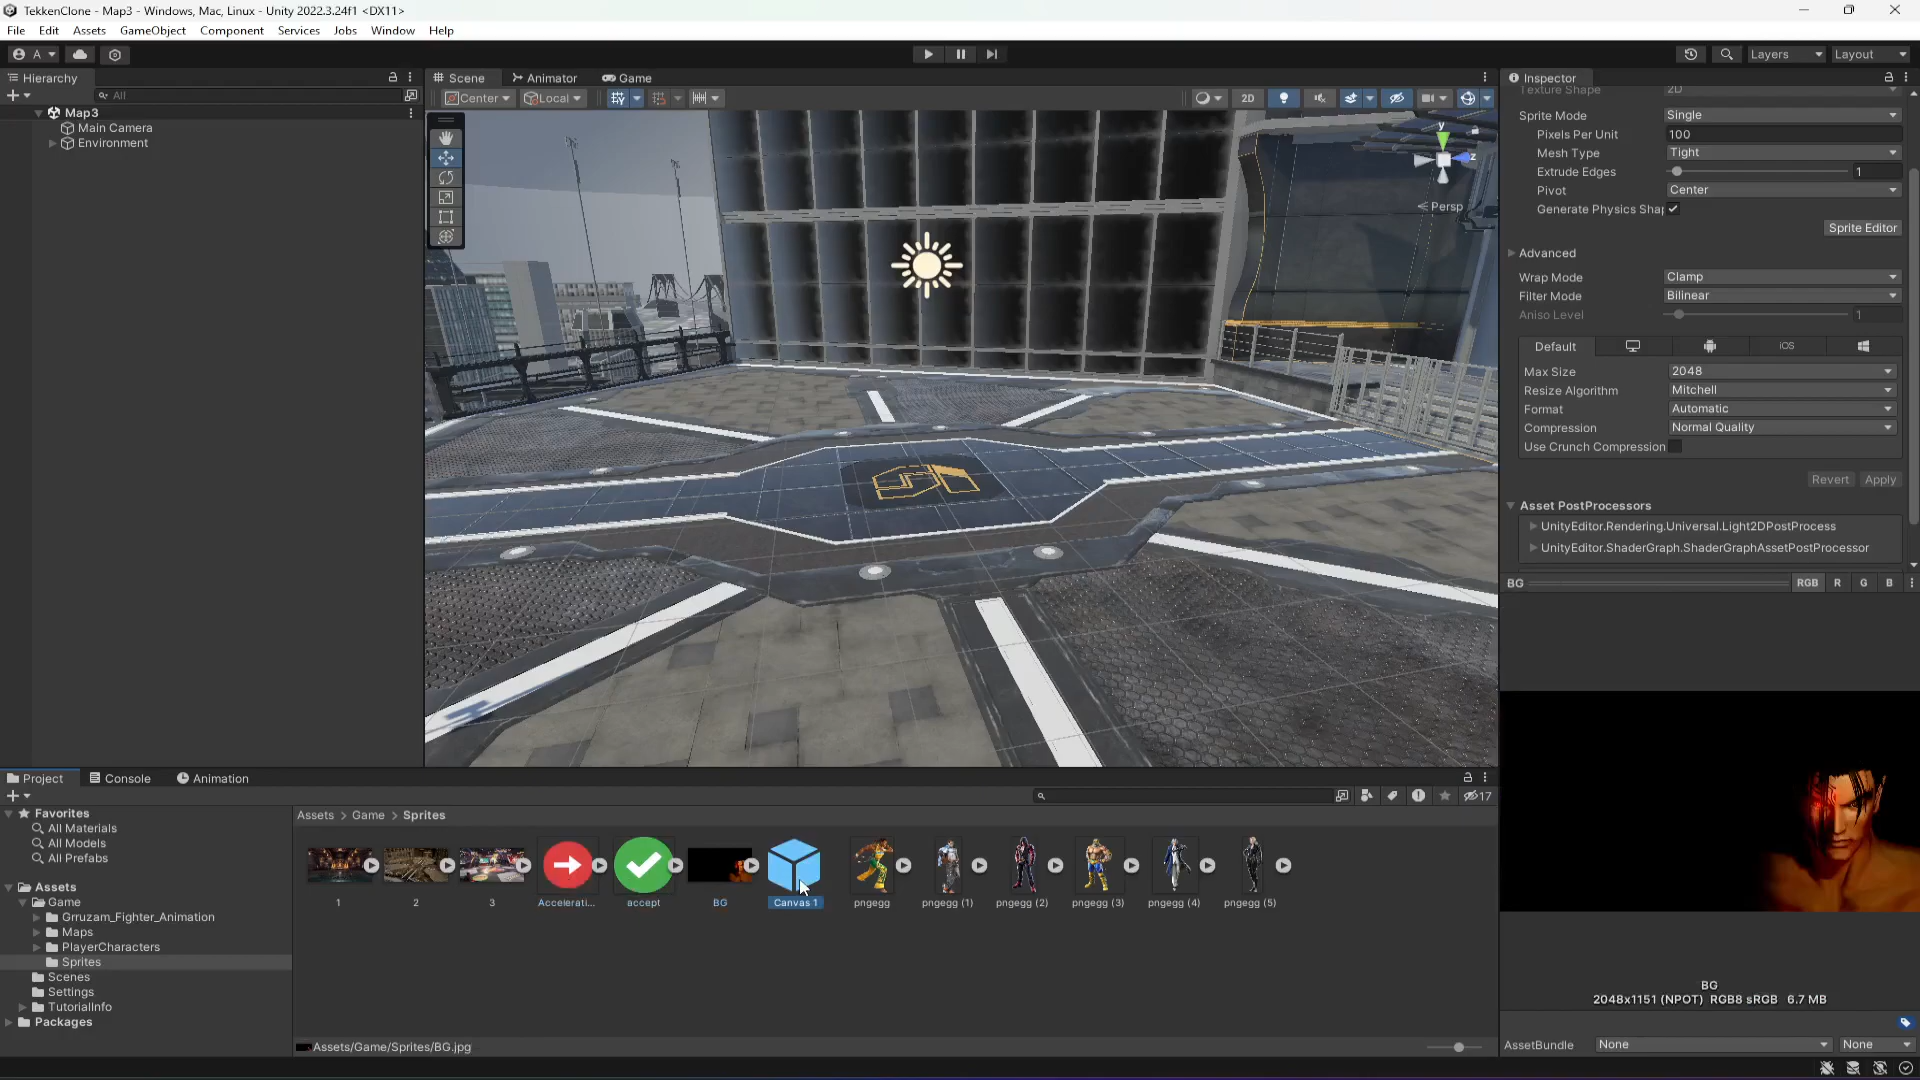 TekkenClone - Map3 - Windows, Mac, Linux - Unity 2022.3.24f1 <DX11>
File Edit Assets GameObject Component Services Jobs Window Help
A
Layers
Layout
Hierarchy
All
Map3
Main Camera
Environment
Scene
Animator
Game
Center
Local
2D
y
z
Persp
Inspector
Texture Shape 2D
Sprite Mode Single
Pixels Per Unit 100
Mesh Type Tight
Extrude Edges 1
Pivot Center
Generate Physics Shap
Sprite Editor
Advanced
Wrap Mode Clamp
Filter Mode Bilinear
Aniso Level 1
Default
iOS
Max Size 2048
Resize Algorithm Mitchell
Format Automatic
Compression Normal Quality
Use Crunch Compression
Revert Apply
Asset PostProcessors
UnityEditor.Rendering.Universal.Light2DPostProcess
UnityEditor.ShaderGraph.ShaderGraphAssetPostProcessor
BG RGB R G B
BG
2048x1151 (NPOT) RGB8 sRGB 6.7 MB
AssetBundle None None
Project
Console
Animation
17
Favorites
All Materials
All Models
All Prefabs
Assets
Game
Grruzam_Fighter_Animation
Maps
PlayerCharacters
Sprites
Scenes
Settings
TutorialInfo
Packages
Assets > Game > Sprites
1 2 3 Accelerati... accept BG Canvas 1 pngegg pngegg (1) pngegg (2) pngegg (3) pngegg (4) pngegg (5)
Assets/Game/Sprites/BG.jpg